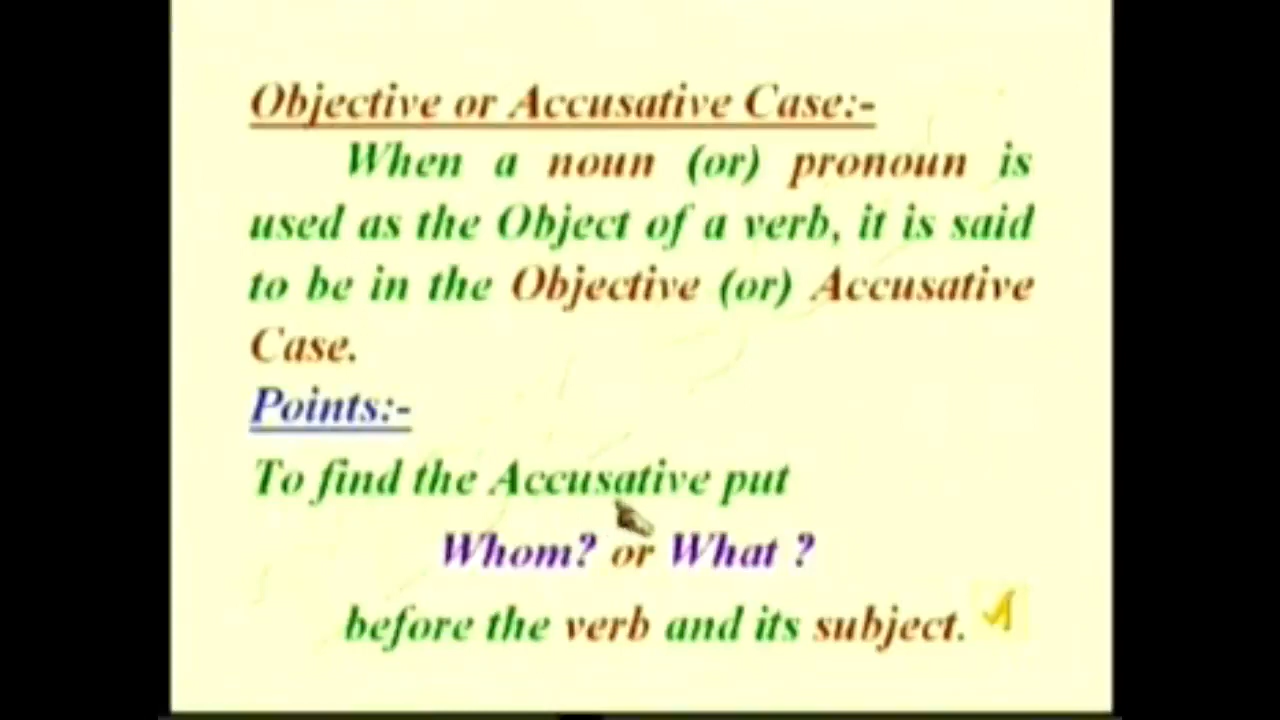 Objective or Accusative Case:-
When a noun (or) pronoun is
used as the Object of a verb, it is said
to be in the Objective (or) Accusative
Case.
Points:-
To find the Accusative put
Whom? or What ?
before the verb and its subject.